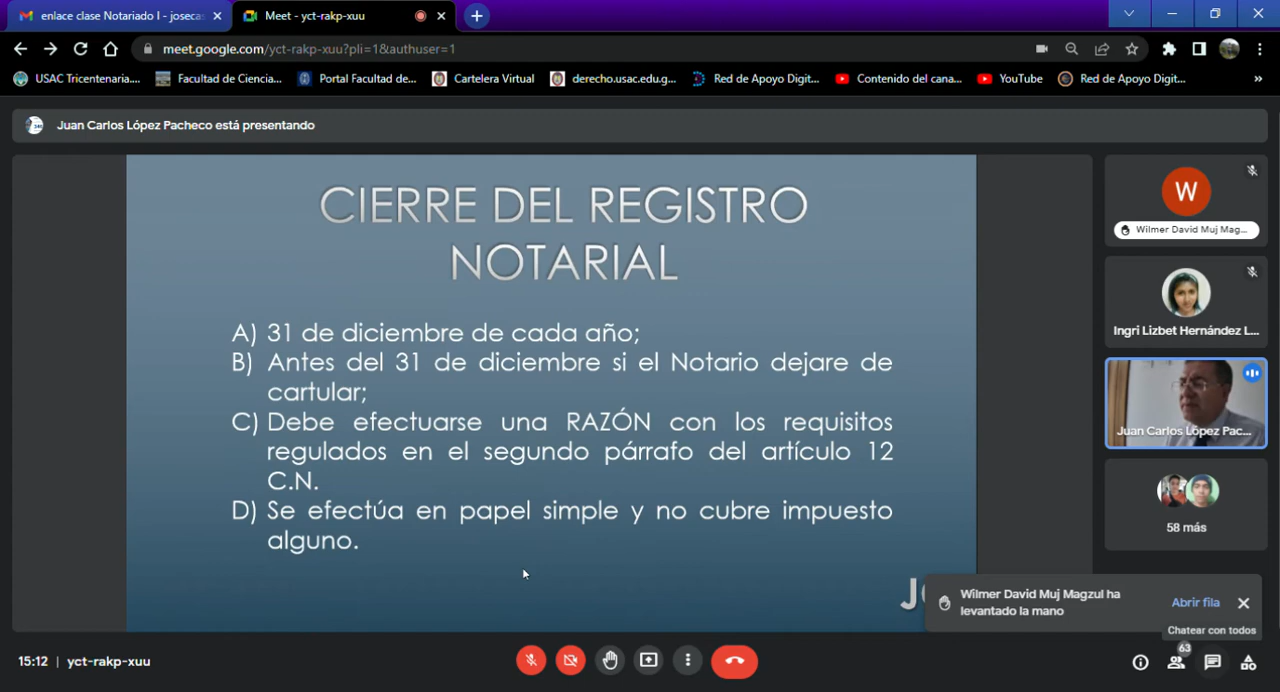 enlace clase Notariado I - joseca
Meet - yct-rakp-xuu
meet.google.com/yct-rakp-xuu?pli=1&authuser=1
USAC Tricentenaria....
Facultad de Ciencia...
Portal Facultad de...
Cartelera Virtual
derecho.usac.edu.g...
Red de Apoyo Digit...
Contenido del cana...
YouTube
Red de Apoyo Digit...
»
Juan Carlos López Pacheco está presentando
CIERRE DEL REGISTRO
NOTARIAL
A) 31 de diciembre de cada año;
B) Antes del 31 de diciembre si el Notario dejare de
cartular;
C) Debe efectuarse una RAZÓN con los requisitos
regulados en el segundo párrafo del artículo 12
C.N.
D) Se efectúa en papel simple y no cubre impuesto
alguno.
W
Wilmer David Muj Mag...
Ingri Lizbet Hernández L...
Juan Carlos López Pac...
58 más
Wilmer David Muj Magzul ha
levantado la mano
Abrir fila
Chatear con todos
15:12 | yct-rakp-xuu
63